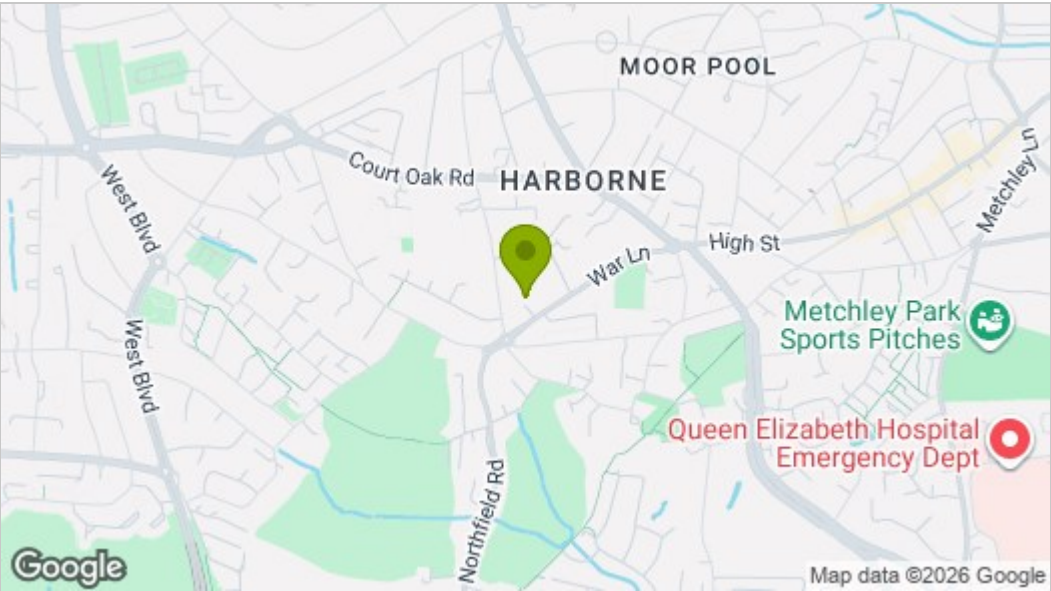 MOOR POOL
Court Oak Rd
HARBORNE
West Blvd
Metchley Ln
High St
War Ln
Metchley Park
Sports Pitches
West Blvd
Queen Elizabeth Hospital
Emergency Dept
Northfield Rd
Google
Map data ©2026 Google